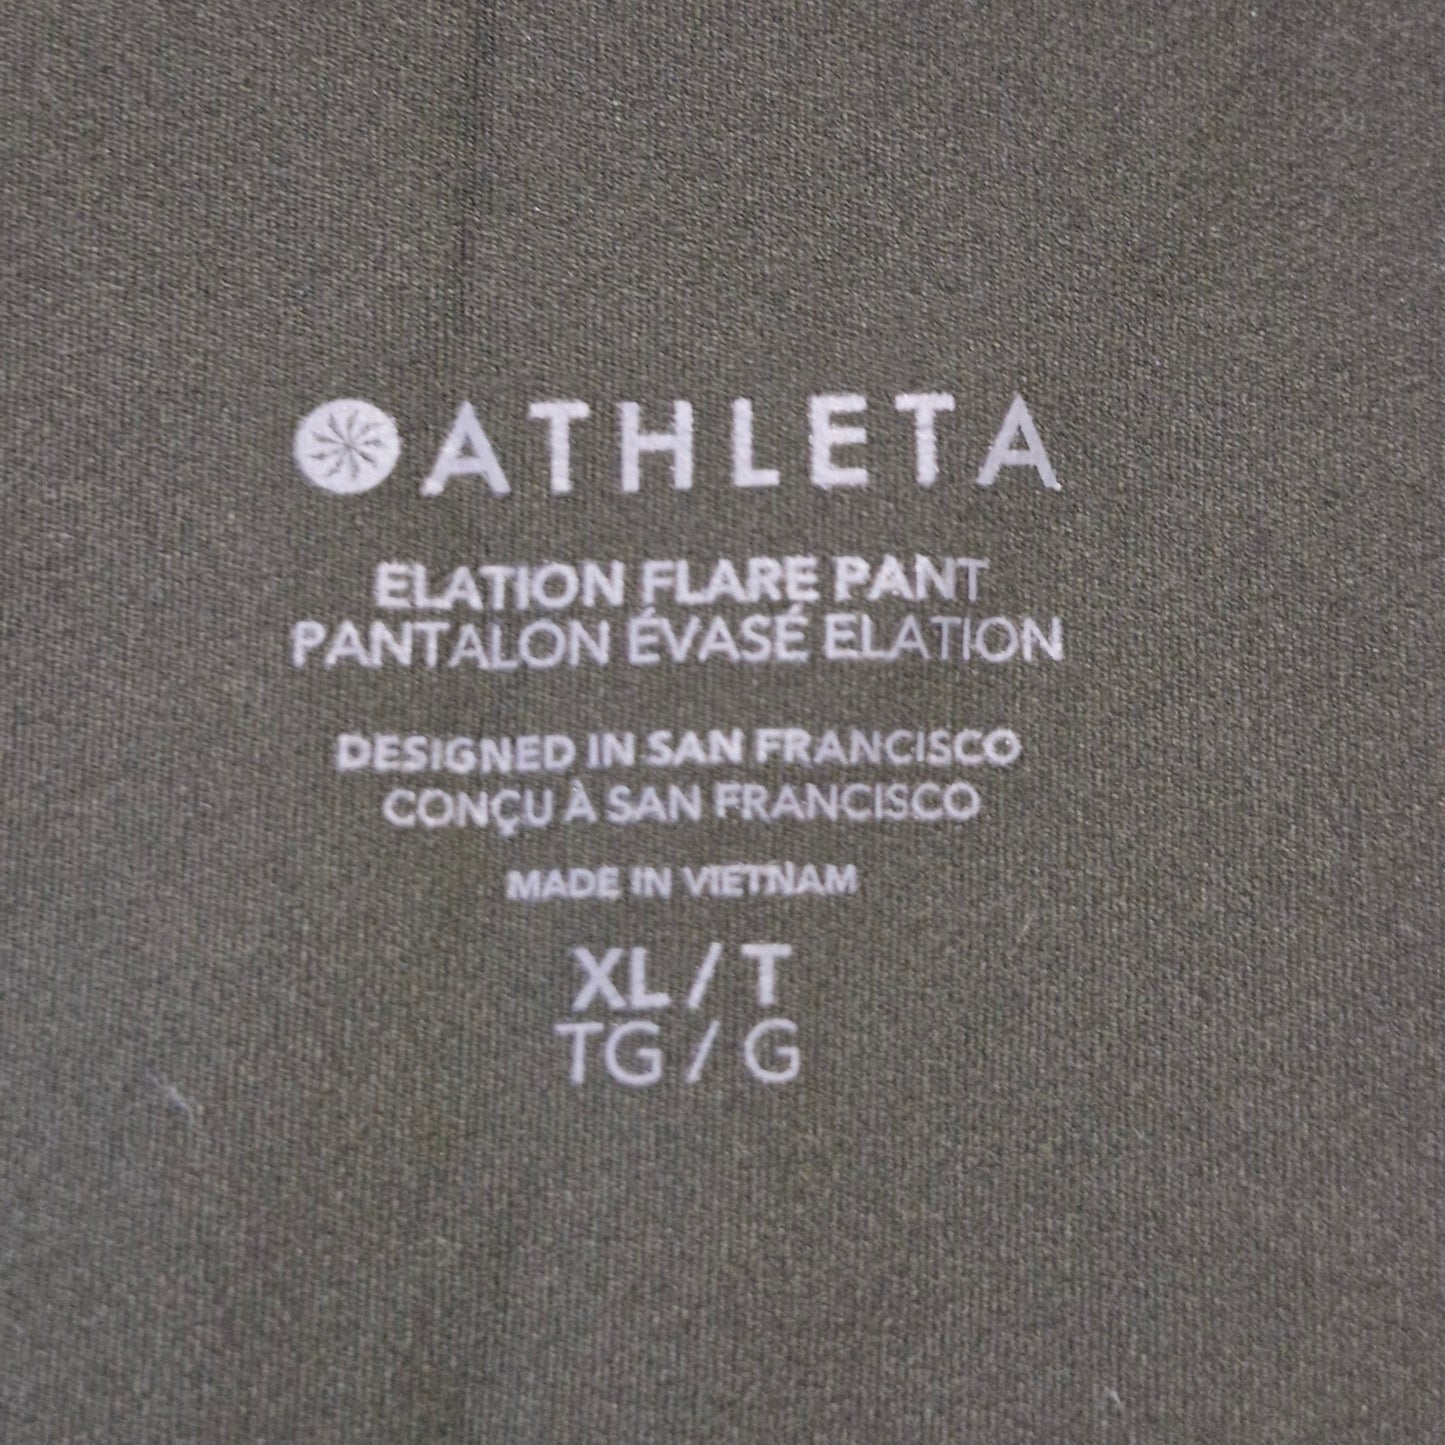 ATHLETA
ELATION FLARE PANT
PANTALON ÉVASÉ ELATION
DESIGNED IN SAN FRANCISCO
CONÇU À SAN FRANCISCO
MADE IN VIETNAM
XL / T
TG / G